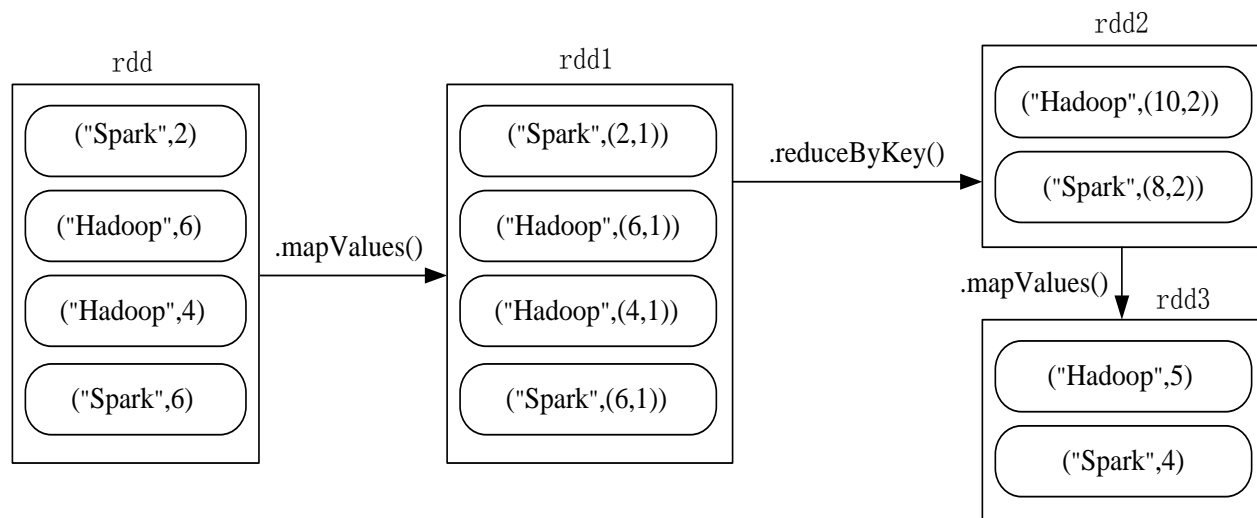 rdd
("Spark",2)
("Hadoop",6)
("Hadoop",4)
("Spark",6)
.mapValues()
rdd1
("Spark",(2,1))
("Hadoop",(6,1))
("Hadoop",(4,1))
("Spark",(6,1))
.reduceByKey()
rdd2
("Hadoop",(10,2))
("Spark",(8,2))
.mapValues()
rdd3
("Hadoop",5)
("Spark",4)